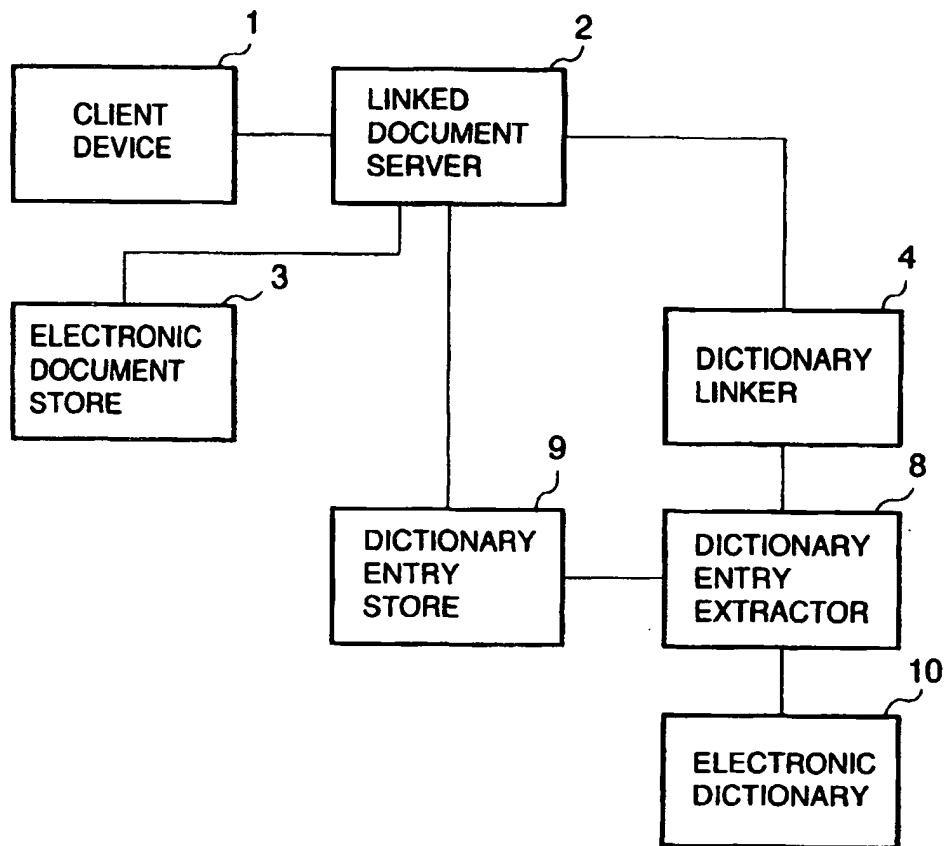 1
CLIENT
DEVICE
2
LINKED
DOCUMENT
SERVER
3
ELECTRONIC
DOCUMENT
STORE
4
DICTIONARY
LINKER
9
DICTIONARY
ENTRY
STORE
8
DICTIONARY
ENTRY
EXTRACTOR
10
ELECTRONIC
DICTIONARY